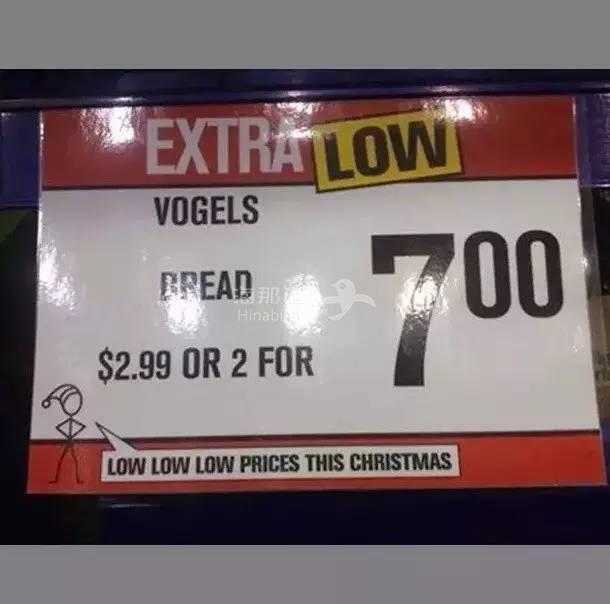 EXTRA LOW
VOGELS
BREAD
$2.99 OR 2 FOR
7 00
LOW LOW LOW PRICES THIS CHRISTMAS